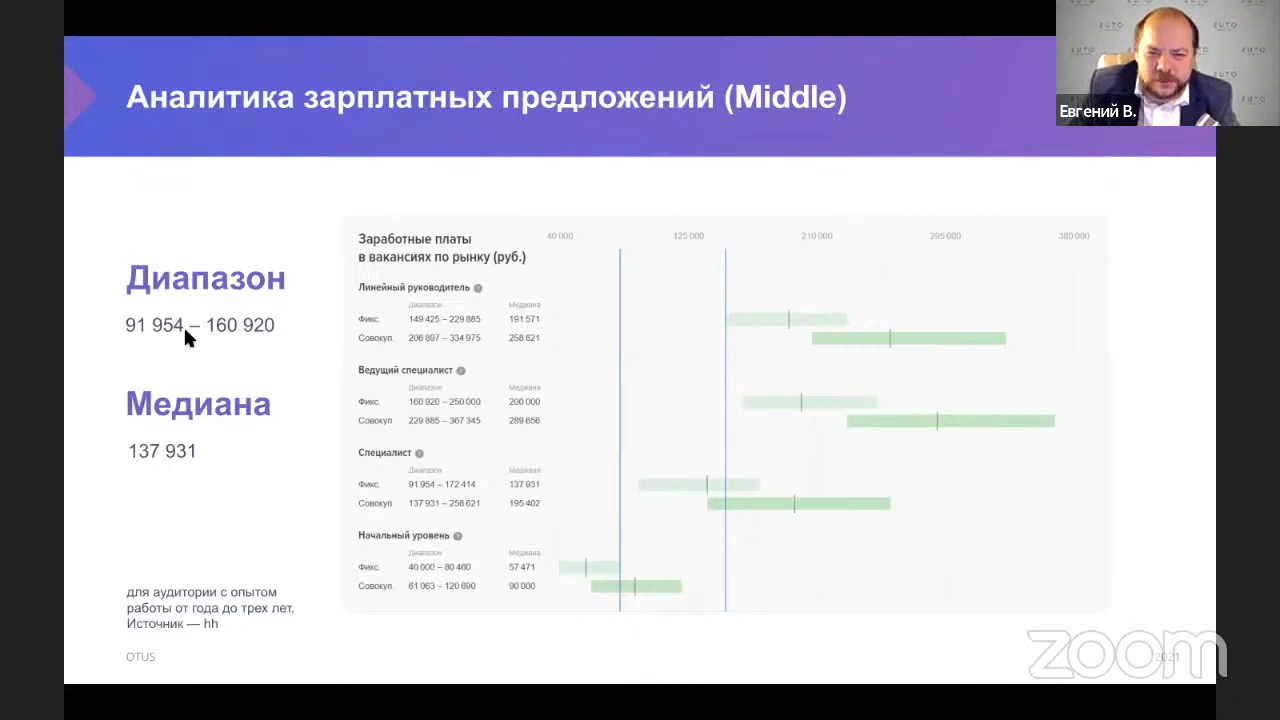 Аналитика зарплатных предложений (Middle)
Евгений В.
Диапазон
91 954 – 160 920
Медиана
137 931
для аудитории с опытом
работы от года до трех лет.
Источник — hh
OTUS
Заработные платы
в вакансиях по рынку (руб.)
40 000 125 000 210 000 295 000 380 000
Линейный руководитель ?
Диапазон Медиана
Фикс. 149 425 – 229 885 191 571
Совокуп. 206 897 – 334 975 258 621
Ведущий специалист ?
Диапазон Медиана
Фикс. 160 920 – 250 000 200 000
Совокуп 229 885 – 367 345 289 656
Специалист ?
Диапазон Медиана
Фикс. 91 954 – 172 414 137 931
Совокуп 137 931 – 258 621 195 402
Начальный уровень ?
Диапазон Медиана
Фикс. 40 000 – 80 460 57 471
Совокуп 61 063 – 120 690 90 000
zoom
2021